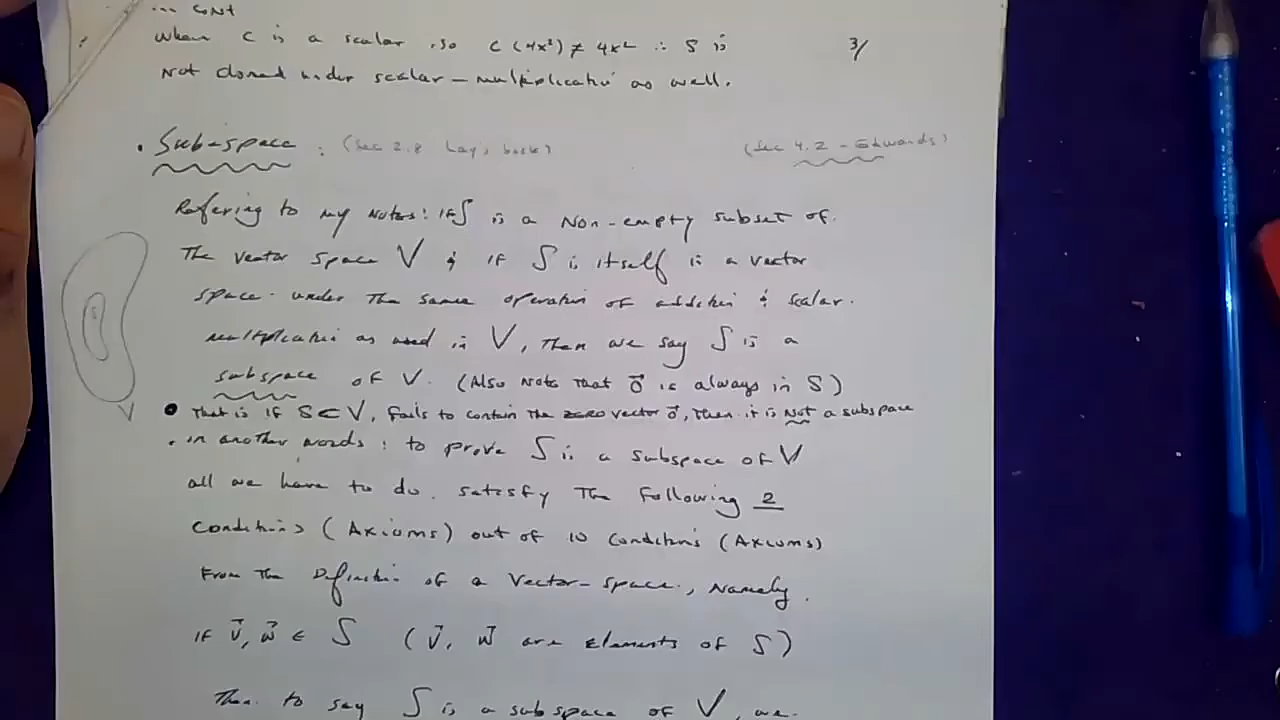 ... cont
when c is a scalar, so c(4x²) ≠ 4x² ∴ S is
3/
Not closed under scalar-multiplication as well.
• Subspace : (Sec 2.8 Lay's book)
(Sec 4.2 - Edwards)
Refering to my Notes: If S is a Non-empty subset of
The vector space V & if S is itself is a vector
space under The same operation of addition & scalar
multiplication as used in V, Then we say S is a
subspace of V. (Also Note that 0⃗ is always in S)
V
• That is if S⊂V, fails to contain The zero vector 0⃗, Then it is Not a subspace
• in another words: to prove S is a subspace of V
all we have to do satisfy The following 2
Conditions (Axioms) out of 10 conditions (Axioms)
From The Definition of a Vector-space, Namely
if v⃗, w⃗ ∈ S (v⃗, w⃗ are elements of S)
Then to say S is a subspace of V, we